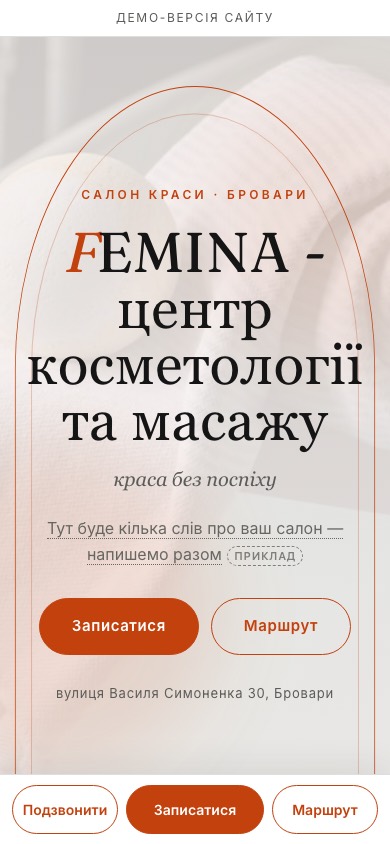 ДЕМО-ВЕРСІЯ САЙТУ
САЛОН КРАСИ · БРОВАРИ
FEMINA -
центр
косметології
та масажу
краса без поспіху
Тут буде кілька слів про ваш салон —
напишемо разом ПРИКЛАД
Записатися Маршрут
вулиця Василя Симоненка 30, Бровари
Подзвонити Записатися Маршрут